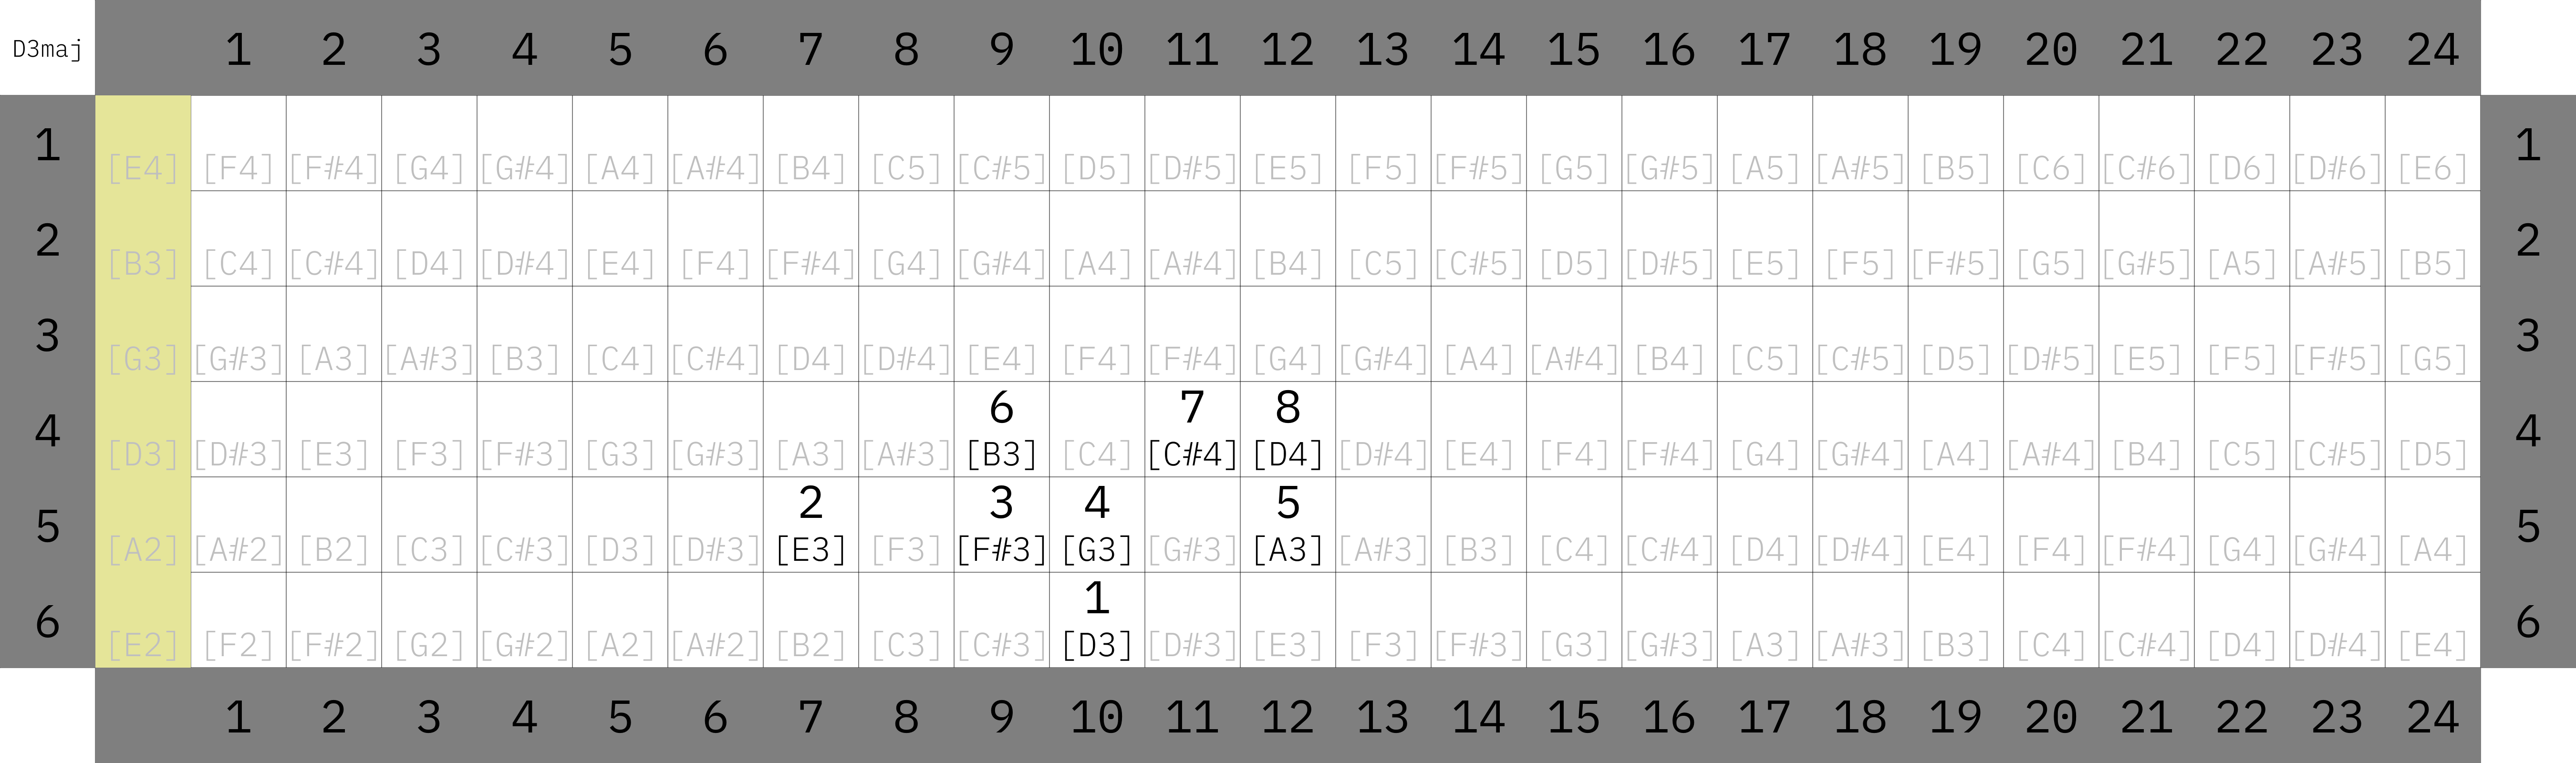 D3maj 1 2 3 4 5 6 7 8 9 10 11 12 13 14 15 16 17 18 19 20 21 22 23 24
1 [E4] [F4] [F#4] [G4] [G#4] [A4] [A#4] [B4] [C5] [C#5] [D5] [D#5] [E5] [F5] [F#5] [G5] [G#5] [A5] [A#5] [B5] [C6] [C#6] [D6] [D#6] [E6] 1
2 [B3] [C4] [C#4] [D4] [D#4] [E4] [F4] [F#4] [G4] [G#4] [A4] [A#4] [B4] [C5] [C#5] [D5] [D#5] [E5] [F5] [F#5] [G5] [G#5] [A5] [A#5] [B5] 2
3 [G3] [G#3] [A3] [A#3] [B3] [C4] [C#4] [D4] [D#4] [E4] [F4] [F#4] [G4] [G#4] [A4] [A#4] [B4] [C5] [C#5] [D5] [D#5] [E5] [F5] [F#5] [G5] 3
6 7 8
4 [D3] [D#3] [E3] [F3] [F#3] [G3] [G#3] [A3] [A#3] [B3] [C4] [C#4] [D4] [D#4] [E4] [F4] [F#4] [G4] [G#4] [A4] [A#4] [B4] [C5] [C#5] [D5] 4
2 3 4 5
5 [A2] [A#2] [B2] [C3] [C#3] [D3] [D#3] [E3] [F3] [F#3] [G3] [G#3] [A3] [A#3] [B3] [C4] [C#4] [D4] [D#4] [E4] [F4] [F#4] [G4] [G#4] [A4] 5
1
6 [E2] [F2] [F#2] [G2] [G#2] [A2] [A#2] [B2] [C3] [C#3] [D3] [D#3] [E3] [F3] [F#3] [G3] [G#3] [A3] [A#3] [B3] [C4] [C#4] [D4] [D#4] [E4] 6
1 2 3 4 5 6 7 8 9 10 11 12 13 14 15 16 17 18 19 20 21 22 23 24